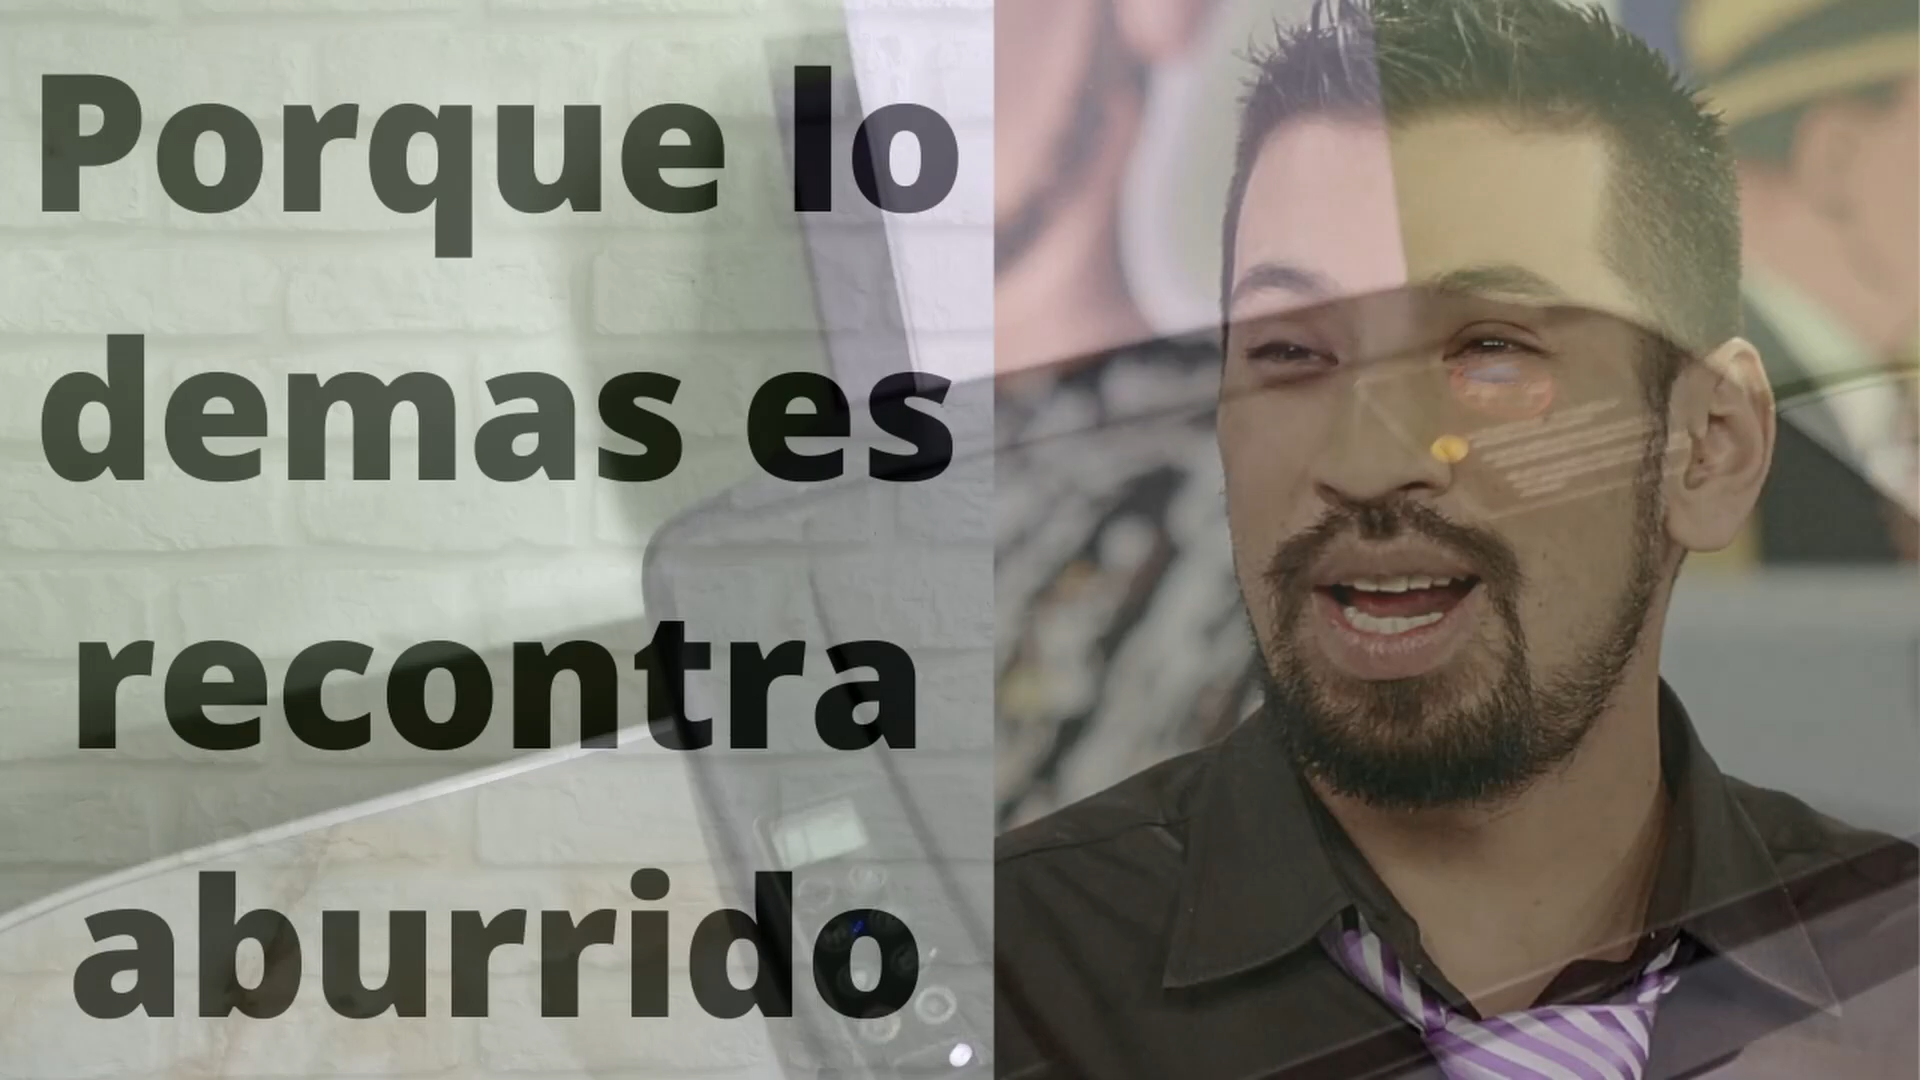 Porque lo
demas es
recontra
aburrido